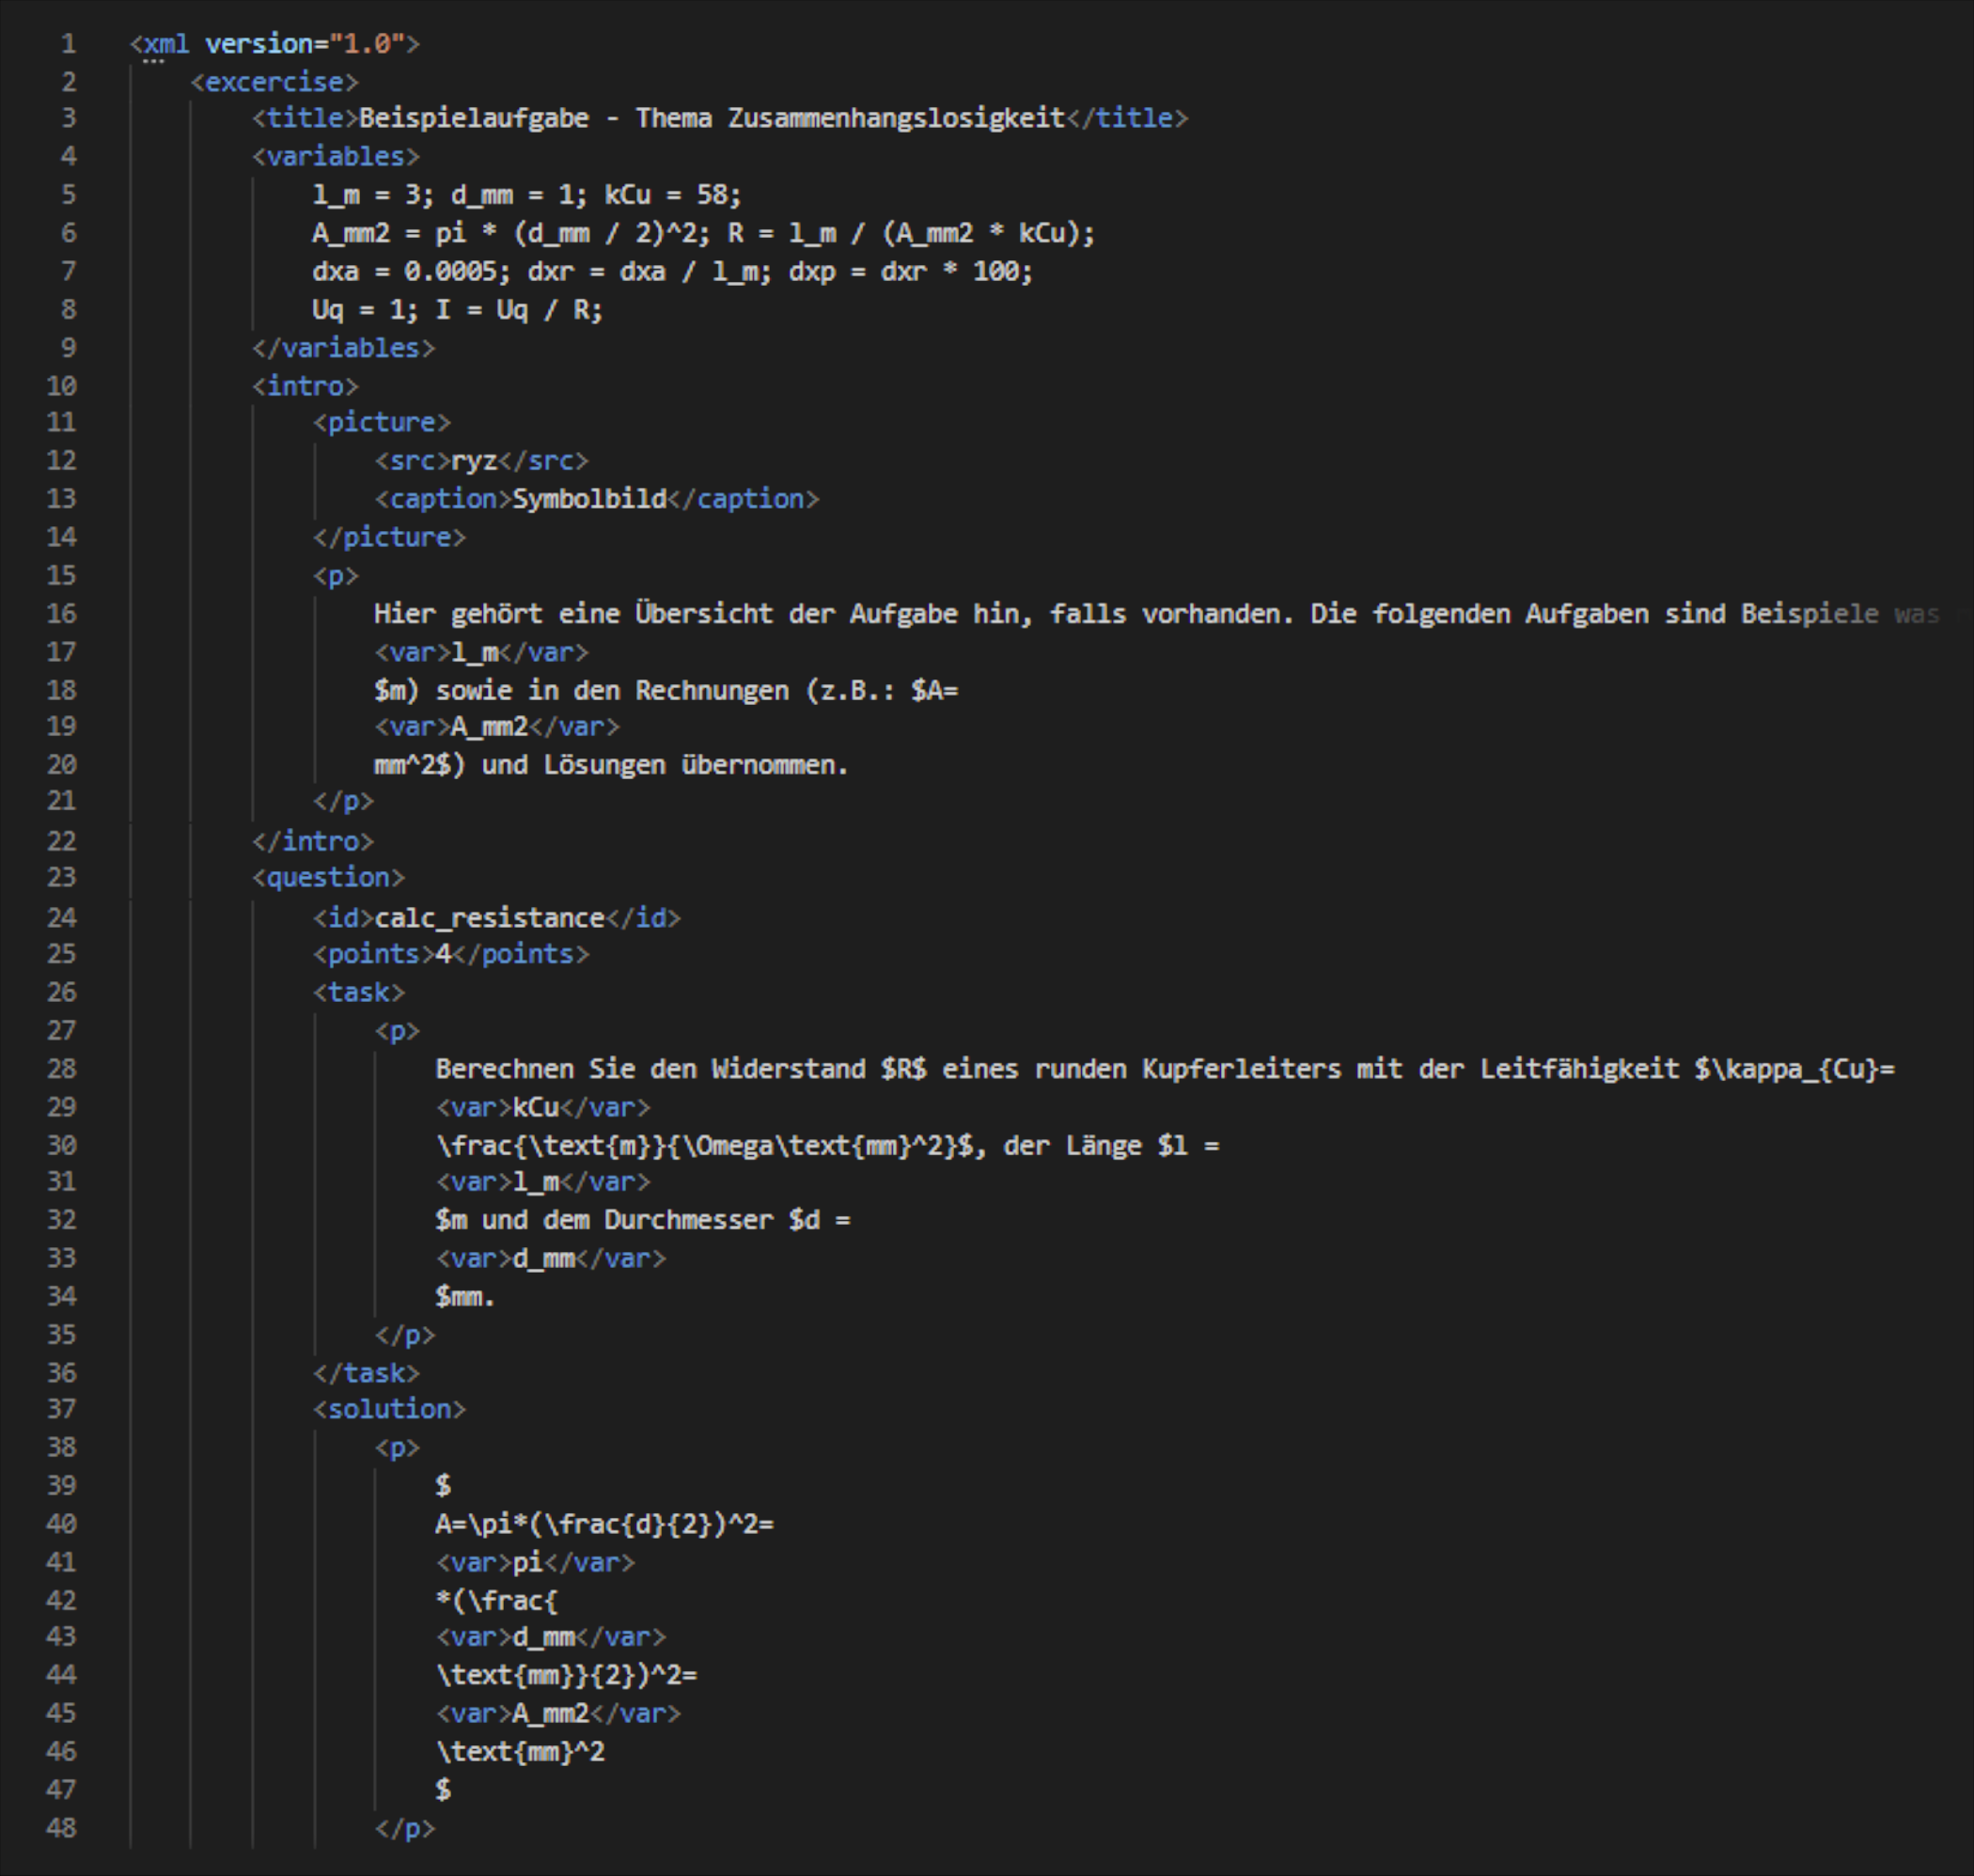 1 <xml version="1.0">
2 <excercise>
3 <title>Beispielaufgabe - Thema Zusammenhangslosigkeit</title>
4 <variables>
5 l_m = 3; d_mm = 1; kCu = 58;
6 A_mm2 = pi * (d_mm / 2)^2; R = l_m / (A_mm2 * kCu);
7 dxa = 0.0005; dxr = dxa / l_m; dxp = dxr * 100;
8 Uq = 1; I = Uq / R;
9 </variables>
10 <intro>
11 <picture>
12 <src>ryz</src>
13 <caption>Symbolbild</caption>
14 </picture>
15 <p>
16 Hier gehört eine Übersicht der Aufgabe hin, falls vorhanden. Die folgenden Aufgaben sind Beispiele was
17 <var>l_m</var>
18 $m) sowie in den Rechnungen (z.B.: $A=
19 <var>A_mm2</var>
20 mm^2$) und Lösungen übernommen.
21 </p>
22 </intro>
23 <question>
24 <id>calc_resistance</id>
25 <points>4</points>
26 <task>
27 <p>
28 Berechnen Sie den Widerstand $R$ eines runden Kupferleiters mit der Leitfähigkeit $\kappa_{Cu}=
29 <var>kCu</var>
30 \frac{\text{m}}{\Omega\text{mm}^2}$, der Länge $l =
31 <var>l_m</var>
32 $m und dem Durchmesser $d =
33 <var>d_mm</var>
34 $mm.
35 </p>
36 </task>
37 <solution>
38 <p>
39 $
40 A=\pi*(\frac{d}{2})^2=
41 <var>pi</var>
42 *(\frac{
43 <var>d_mm</var>
44 \text{mm}}{2})^2=
45 <var>A_mm2</var>
46 \text{mm}^2
47 $
48 </p>